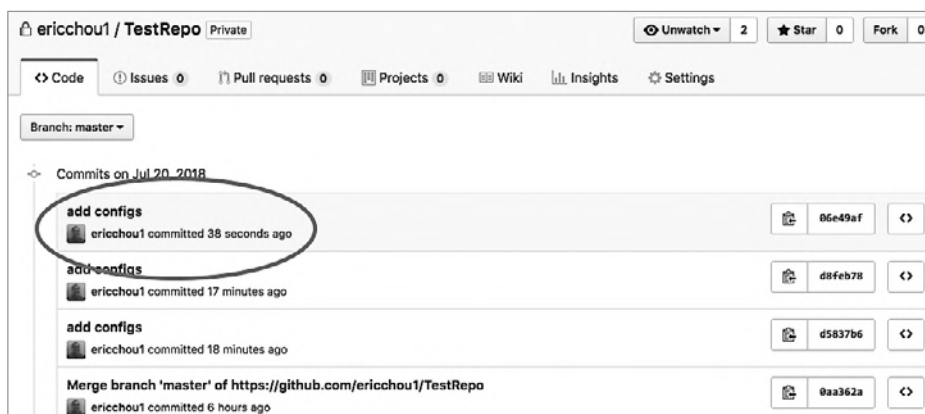 ericchou1 / TestRepo Private Unwatch 2 Star 0 Fork 0
Code Issues 0 Pull requests 0 Projects 0 Wiki Insights Settings
Branch: master
Commits on Jul 20, 2018
add configs
ericchou1 committed 38 seconds ago
06e49af
add configs
ericchou1 committed 17 minutes ago
d8feb78
add configs
ericchou1 committed 18 minutes ago
d5837b6
Merge branch 'master' of https://github.com/ericchou1/TestRepo
ericchou1 committed 6 hours ago
0aa362a